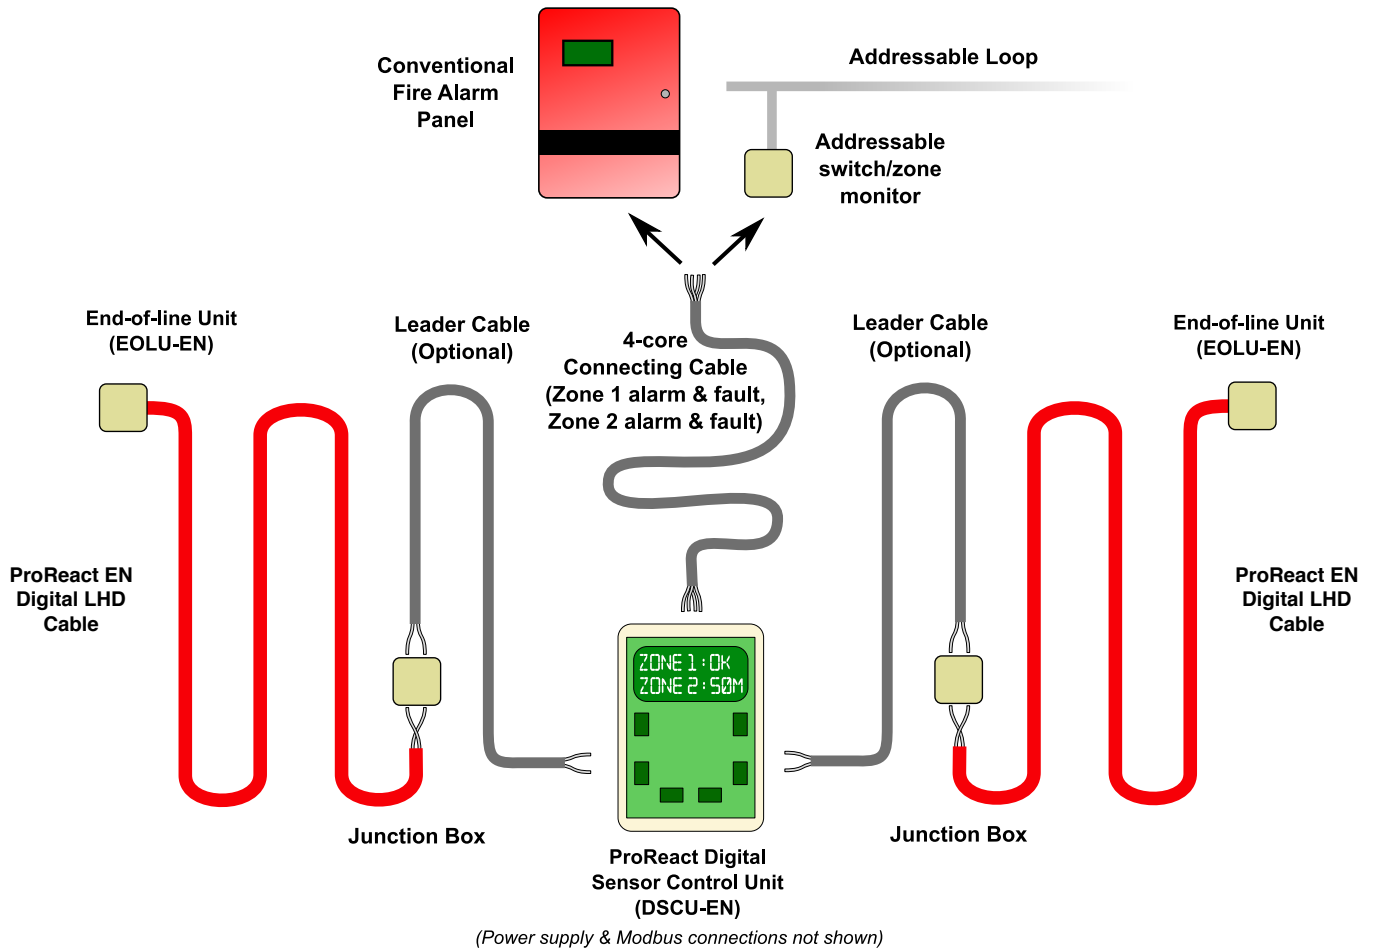 Conventional
Fire Alarm
Panel
Addressable Loop
Addressable
switch/zone
monitor
End-of-line Unit
(EOLU-EN)
Leader Cable
(Optional)
4-core
Connecting Cable
(Zone 1 alarm & fault,
Zone 2 alarm & fault)
Leader Cable
(Optional)
End-of-line Unit
(EOLU-EN)
ProReact EN
Digital LHD
Cable
ProReact EN
Digital LHD
Cable
ZONE 1: OK
ZONE 2: 50M
Junction Box
Junction Box
ProReact Digital
Sensor Control Unit
(DSCU-EN)
(Power supply & Modbus connections not shown)